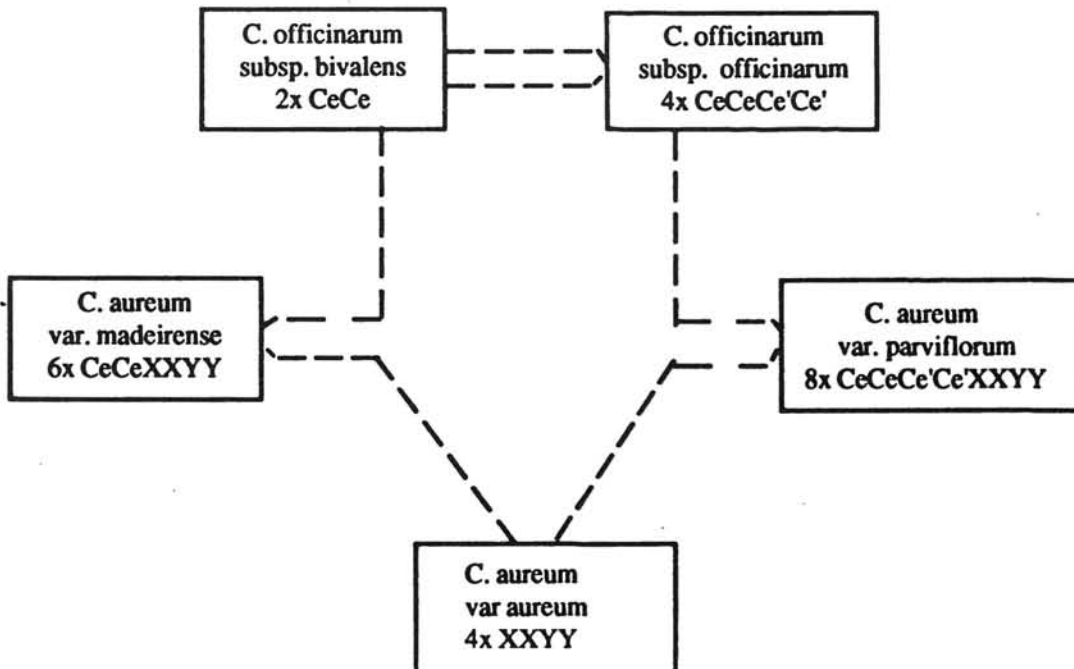 C. officinarum
subsp. bivalens
2x CeCe
C. officinarum
subsp. officinarum
4x CeCeCe'Ce'
C. aureum
var. madeirense
6x CeCeXXYY
C. aureum
var. parviflorum
8x CeCeCe'Ce'XXYY
C. aureum
var aureum
4x XXYY